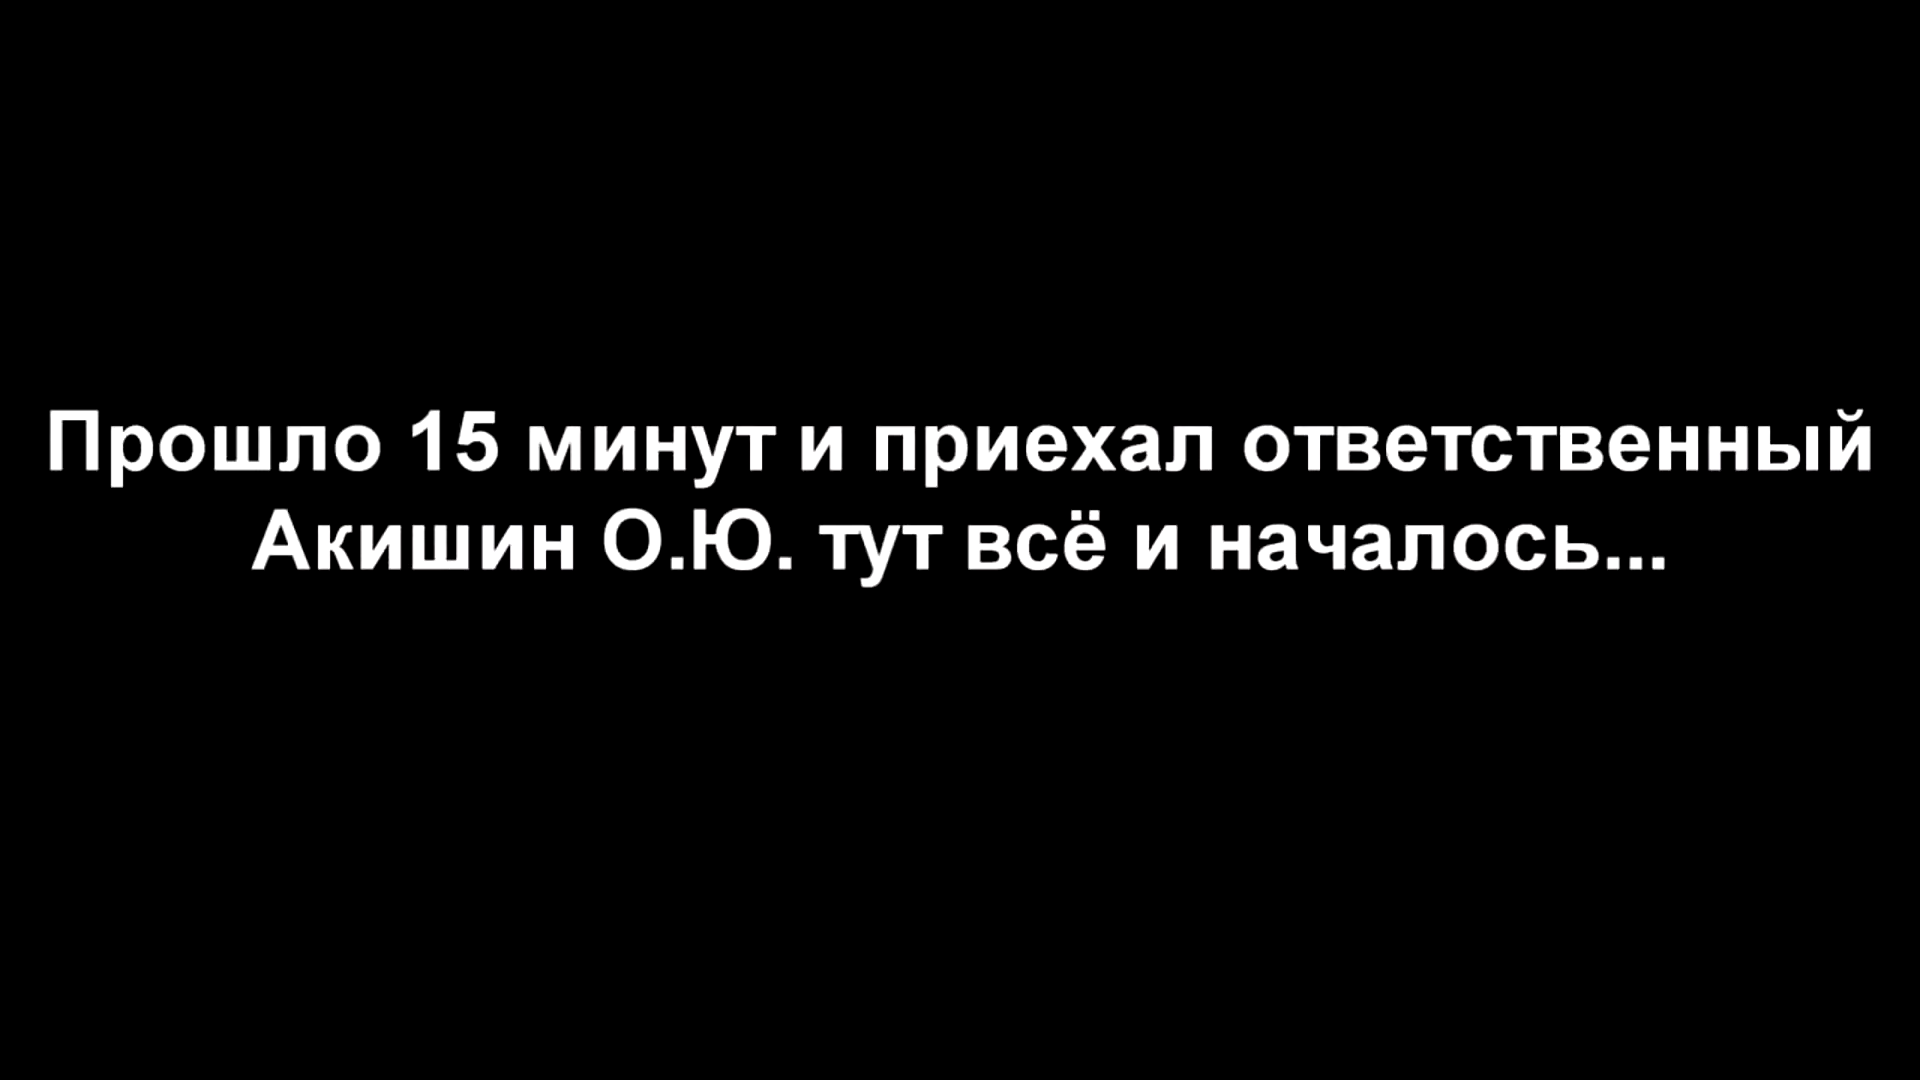 Прошло 15 минут и приехал ответственный
Акишин О.Ю. тут всё и началось...